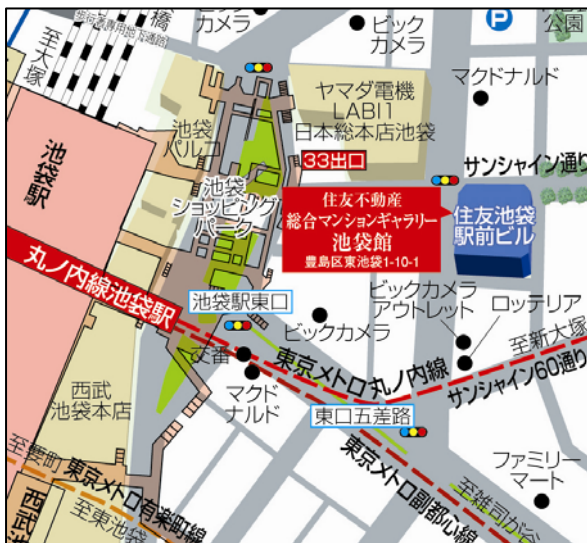 至大塚
ビック
カメラ
ビック
カメラ
公園
P
池袋
パルコ
ヤマダ電機
LABI1
日本総本店池袋
マクドナルド
33出口
サンシャイン通り
池袋駅
池袋
ショッピング
パーク
住友不動産
総合マンションギャラリー
池袋館
豊島区東池袋1-10-1
住友池袋
駅前ビル
丸ノ内線池袋駅
池袋駅東口
ビックカメラ
ビックカメラ
アウトレット
ロッテリア
至新大塚
交番
マクド
ナルド
東京メトロ丸ノ内線
サンシャイン60通り
西武
池袋本店
東口五差路
東京メトロ副都心線
至雑司が谷
ファミリー
マート
東京メトロ有楽町線
至東池袋
西武池